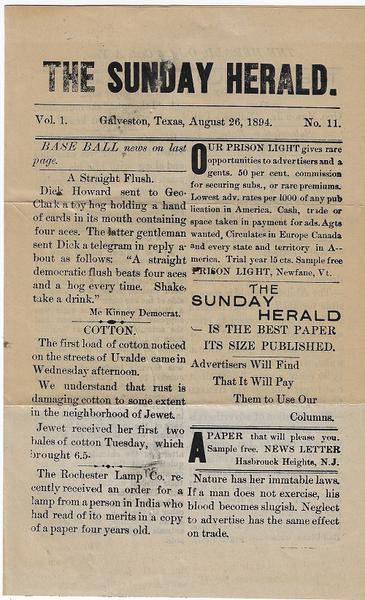 THE SUNDAY HERALD.
Vol. 1.
Galveston, Texas, August 26, 1894.
No. 11.
BASE BALL news on last
page.
A Straight Flush.
Dick Howard sent to Geo-
Clark a toy hog holding a hand
of cards in its mouth containing
four aces. The latter gentleman
sent Dick a telegram in reply a-
bout as follows: “A straight
democratic flush beats four aces
and a hog every time. Shake,
take a drink.”
Mc Kinney Democrat.
COTTON.
The first load of cotton noticed
on the streets of Uvalde came in
Wednesday afternoon.
We understand that rust is
damaging cotton to some extent
in the neighborhood of Jewet.
Jewet received her first two
bales of cotton Tuesday, which
brought 6.5-
The Rochester Lamp Co. re-
cently received an order for a
lamp from a person in India who
had read of ito merits in a copy
of a paper four years old.
OUR PRISON LIGHT gives rare
opportunities to advertisers and a
gents. 50 per cent. commission
for securing subs., or rare premiums.
Lowest adv. rates per 1000 of any pub
lication in America. Cash, trade or
space taken in payment for ads. Agts
wanted, Circulates in Europe Canada
and every state and territory in A--
merica. Trial year 15 cts. Sample free
PRISON LIGHT, Newfane, Vt.
THE
SUNDAY
HERALD
IS THE BEST PAPER
ITS SIZE PUBLISHED.
Advertisers Will Find
That It Will Pay
Them to Use Our
Columns.
A PAPER that will please you.
Sample free. NEWS LETTER
Hasbrouck Heights, N.J.
Nature has her immtable laws.
If a man does not exercise, his
blood becomes slugish. Neglect
to advertise has the same effect
on trade.